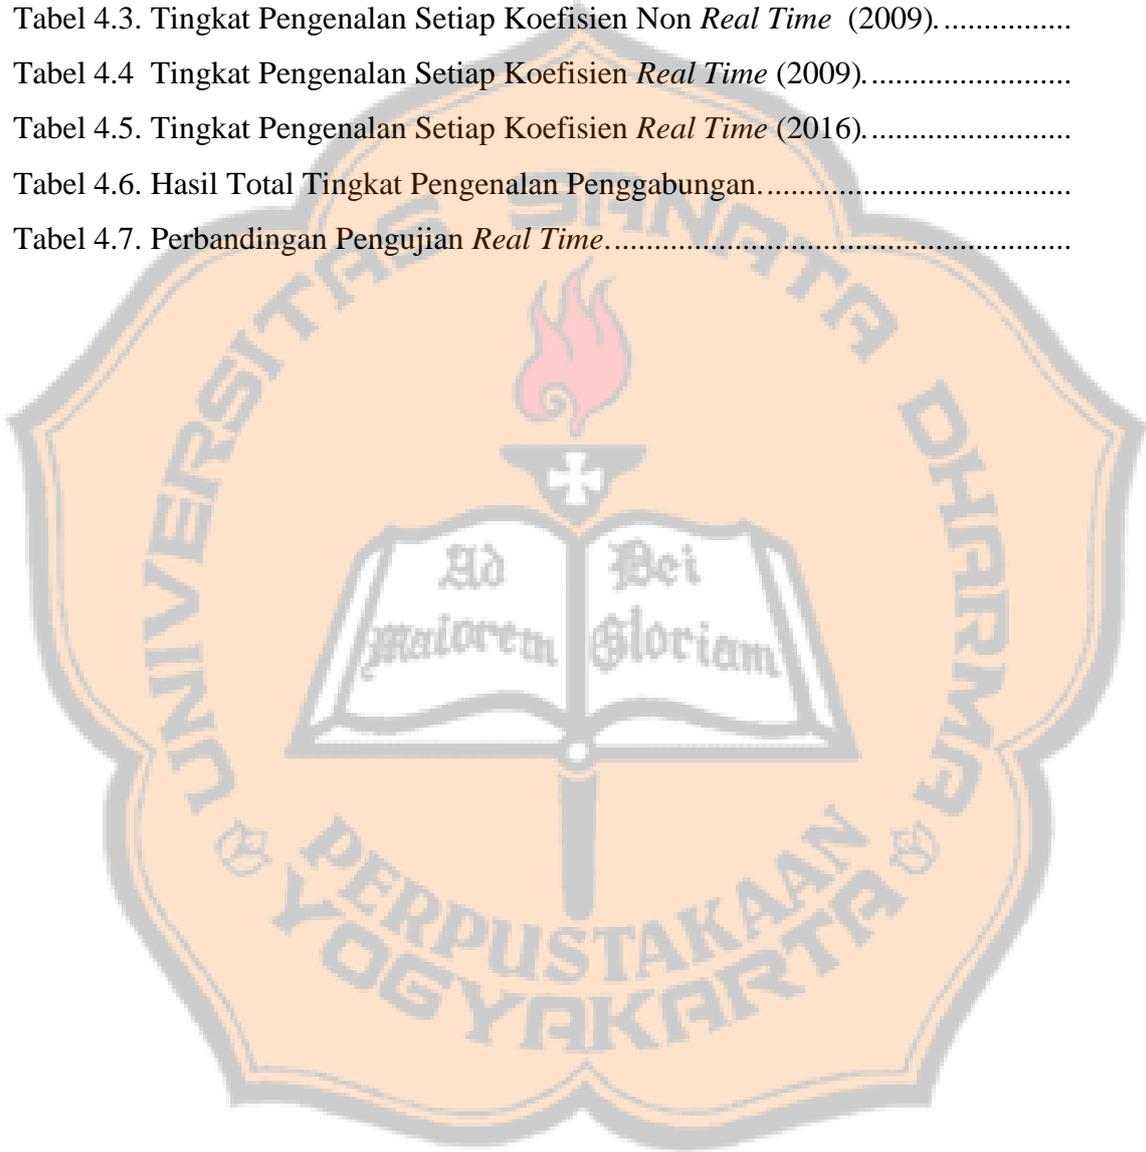 Tabel 4.3. Tingkat Pengenalan Setiap Koefisien Non Real Time (2009).................
Tabel 4.4 Tingkat Pengenalan Setiap Koefisien Real Time (2009).........................
Tabel 4.5. Tingkat Pengenalan Setiap Koefisien Real Time (2016).........................
Tabel 4.6. Hasil Total Tingkat Pengenalan Penggabungan.......................................
Tabel 4.7. Perbandingan Pengujian Real Time..........................................................
UNIVERSITAS SANATA DHARMA
Ad Dei
Maiorem Gloriam
PERPUSTAKAAN
YOGYAKARTA